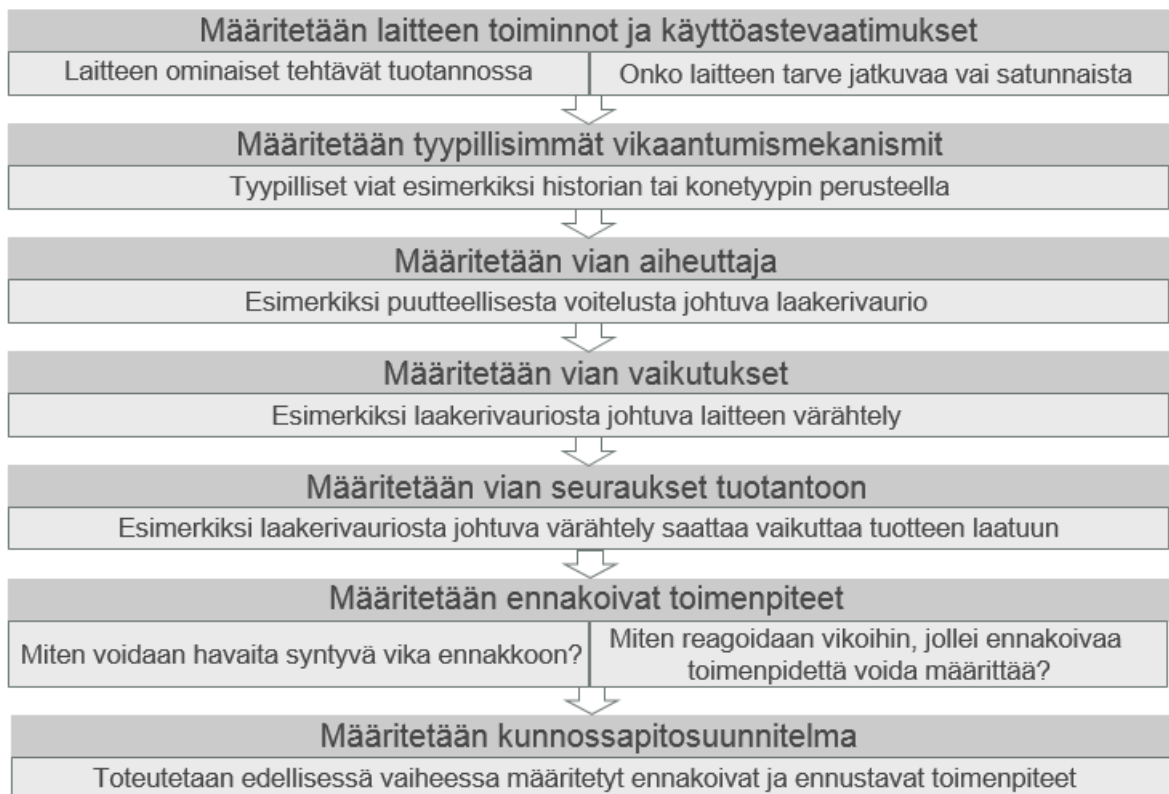 Määritetään laitteen toiminnot ja käyttöastevaatimukset
Laitteen ominaiset tehtävät tuotannossa
Onko laitteen tarve jatkuvaa vai satunnaista
Määritetään tyypillisimmät vikaantumismekanismit
Tyypilliset viat esimerkiksi historian tai konetyypin perusteella
Määritetään vian aiheuttaja
Esimerkiksi puutteellisesta voitelusta johtuva laakerivaurio
Määritetään vian vaikutukset
Esimerkiksi laakerivauriosta johtuva laitteen värähtely
Määritetään vian seuraukset tuotantoon
Esimerkiksi laakerivauriosta johtuva värähtely saattaa vaikuttaa tuotteen laatuun
Määritetään ennakoivat toimenpiteet
Miten voidaan havaita syntyvä vika ennakkoon?
Miten reagoidaan vikoihin, jollei ennakoivaa
toimenpidettä voida määrittää?
Määritetään kunnossapitosuunnitelma
Toteutetaan edellisessä vaiheessa määritetyt ennakoivat ja ennustavat toimenpiteet